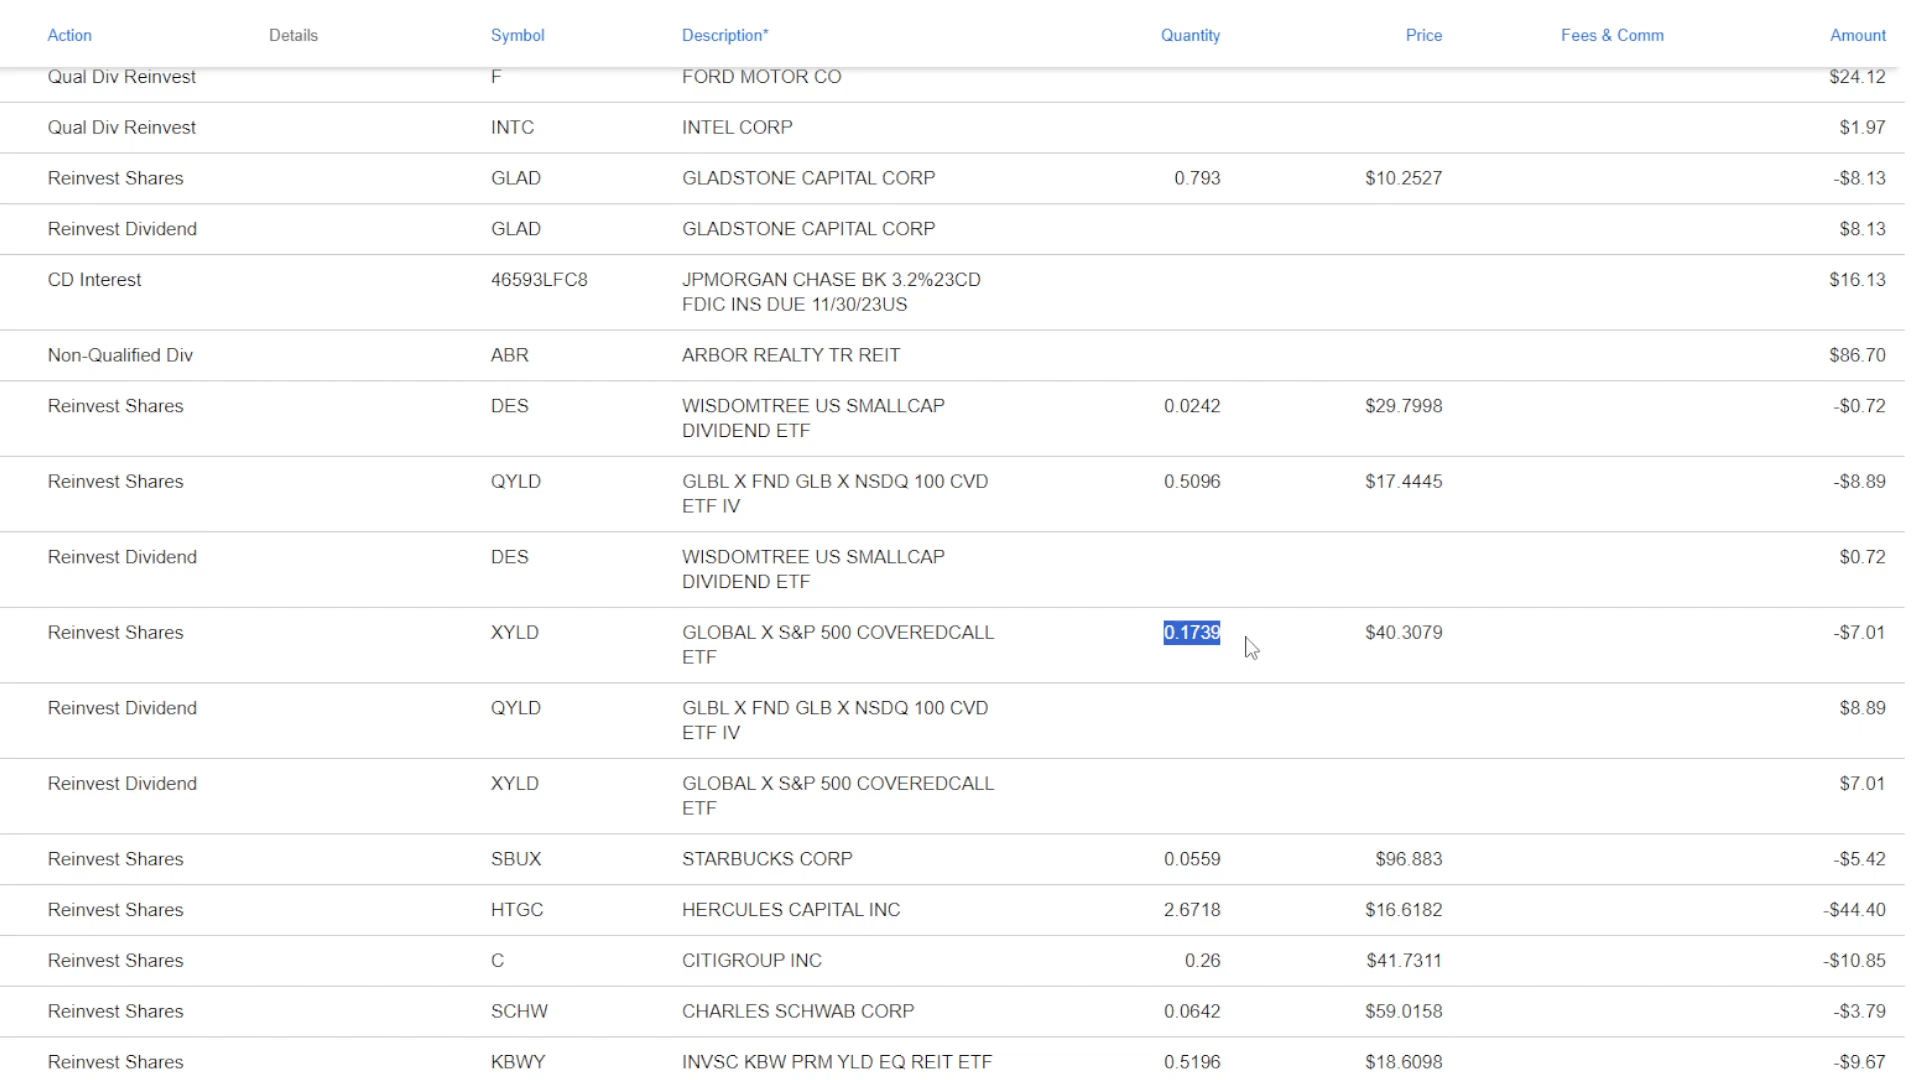 Action Details Symbol Description* Quantity Price Fees & Comm Amount
Qual Div Reinvest F FORD MOTOR CO $24.12
Qual Div Reinvest INTC INTEL CORP $1.97
Reinvest Shares GLAD GLADSTONE CAPITAL CORP 0.793 $10.2527 -$8.13
Reinvest Dividend GLAD GLADSTONE CAPITAL CORP $8.13
CD Interest 46593LFC8 JPMORGAN CHASE BK 3.2%23CD $16.13
FDIC INS DUE 11/30/23US
Non-Qualified Div ABR ARBOR REALTY TR REIT $86.70
Reinvest Shares DES WISDOMTREE US SMALLCAP 0.0242 $29.7998 -$0.72
DIVIDEND ETF
Reinvest Shares QYLD GLBL X FND GLB X NSDQ 100 CVD 0.5096 $17.4445 -$8.89
ETF IV
Reinvest Dividend DES WISDOMTREE US SMALLCAP $0.72
DIVIDEND ETF
Reinvest Shares XYLD GLOBAL X S&P 500 COVEREDCALL 0.1739 $40.3079 -$7.01
ETF
Reinvest Dividend QYLD GLBL X FND GLB X NSDQ 100 CVD $8.89
ETF IV
Reinvest Dividend XYLD GLOBAL X S&P 500 COVEREDCALL $7.01
ETF
Reinvest Shares SBUX STARBUCKS CORP 0.0559 $96.883 -$5.42
Reinvest Shares HTGC HERCULES CAPITAL INC 2.6718 $16.6182 -$44.40
Reinvest Shares C CITIGROUP INC 0.26 $41.7311 -$10.85
Reinvest Shares SCHW CHARLES SCHWAB CORP 0.0642 $59.0158 -$3.79
Reinvest Shares KBWY INVSC KBW PRM YLD EQ REIT ETF 0.5196 $18.6098 -$9.67